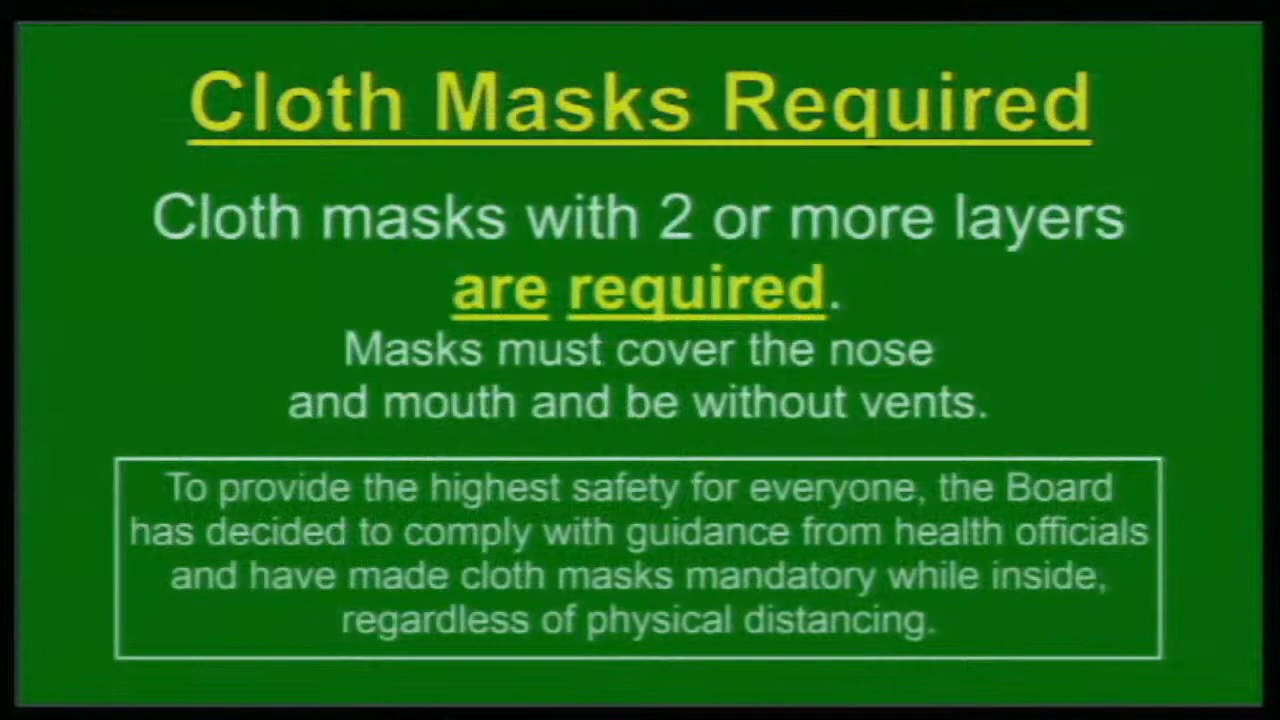 Cloth Masks Required
Cloth masks with 2 or more layers
are required.
Masks must cover the nose
and mouth and be without vents.
To provide the highest safety for everyone, the Board
has decided to comply with guidance from health officials
and have made cloth masks mandatory while inside,
regardless of physical distancing.